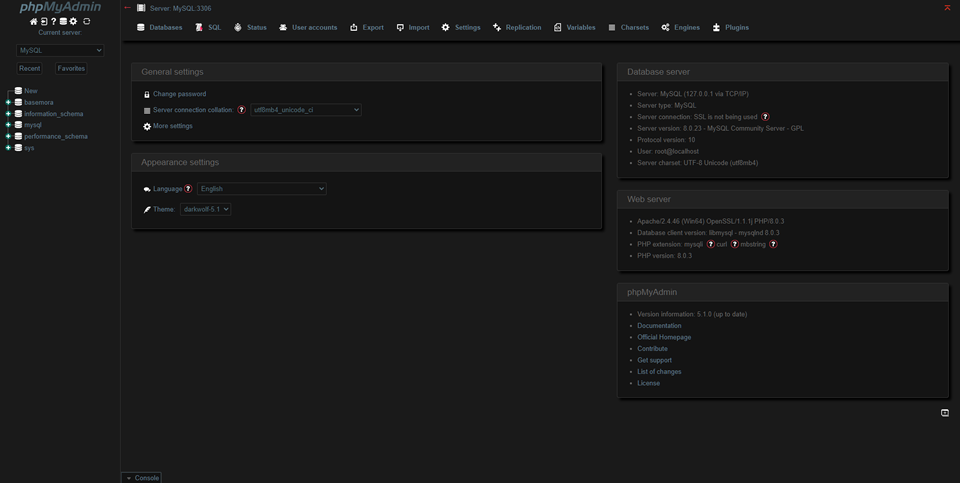 phpMyAdmin
Current server:
MySQL
Recent
Favorites
New
basemora
information_schema
mysql
performance_schema
sys
Server: MySQL:3306
Databases
SQL
Status
User accounts
Export
Import
Settings
Replication
Variables
Charsets
Engines
Plugins
General settings
Change password
Server connection collation: ? utf8mb4_unicode_ci
More settings
Appearance settings
Language ? English
Theme: darkwolf-5.1
Database server
Server: MySQL (127.0.0.1 via TCP/IP)
Server type: MySQL
Server connection: SSL is not being used ?
Server version: 8.0.23 - MySQL Community Server - GPL
Protocol version: 10
User: root@localhost
Server charset: UTF-8 Unicode (utf8mb4)
Web server
Apache/2.4.46 (Win64) OpenSSL/1.1.1j PHP/8.0.3
Database client version: libmysql - mysqlnd 8.0.3
PHP extension: mysqli ? curl ? mbstring ?
PHP version: 8.0.3
phpMyAdmin
Version information: 5.1.0 (up to date)
Documentation
Official Homepage
Contribute
Get support
List of changes
License
Console